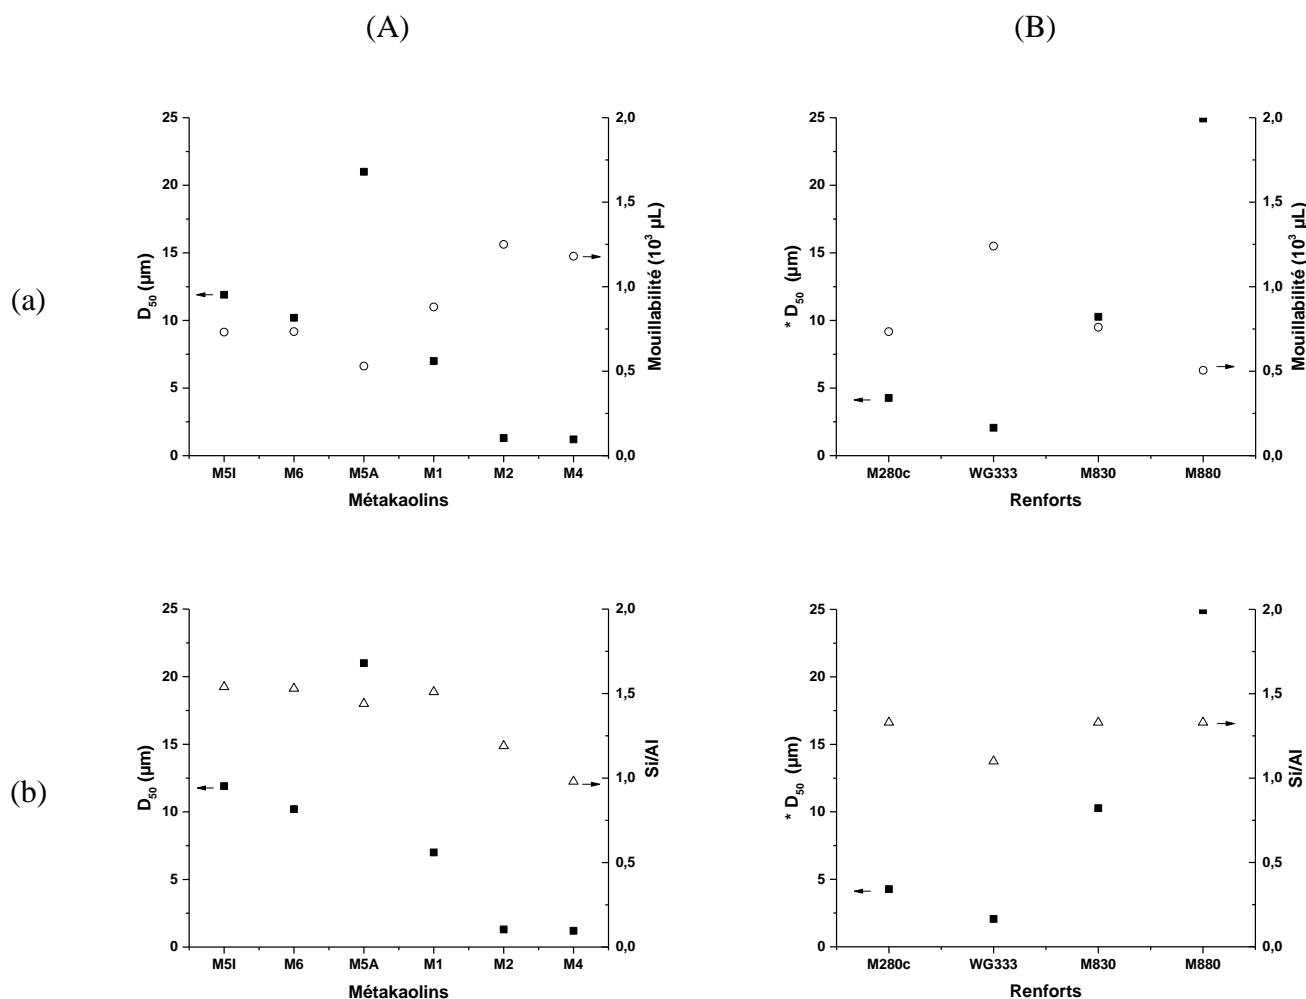 (A)
(B)
(a)
25
20
15
10
5
0
D50 (µm)
2,0
1,5
1,0
0,5
0,0
Mouillabilité (10³ µL)
M5I M6 M5A M1 M2 M4
Métakaolins
25
20
15
10
5
0
* D50 (µm)
2,0
1,5
1,0
0,5
0,0
Mouillabilité (10³ µL)
M280c WG333 M830 M880
Renforts
(b)
25
20
15
10
5
0
D50 (µm)
2,0
1,5
1,0
0,5
0,0
Si/Al
M5I M6 M5A M1 M2 M4
Métakaolins
25
20
15
10
5
0
* D50 (µm)
2,0
1,5
1,0
0,5
0,0
Si/Al
M280c WG333 M830 M880
Renforts